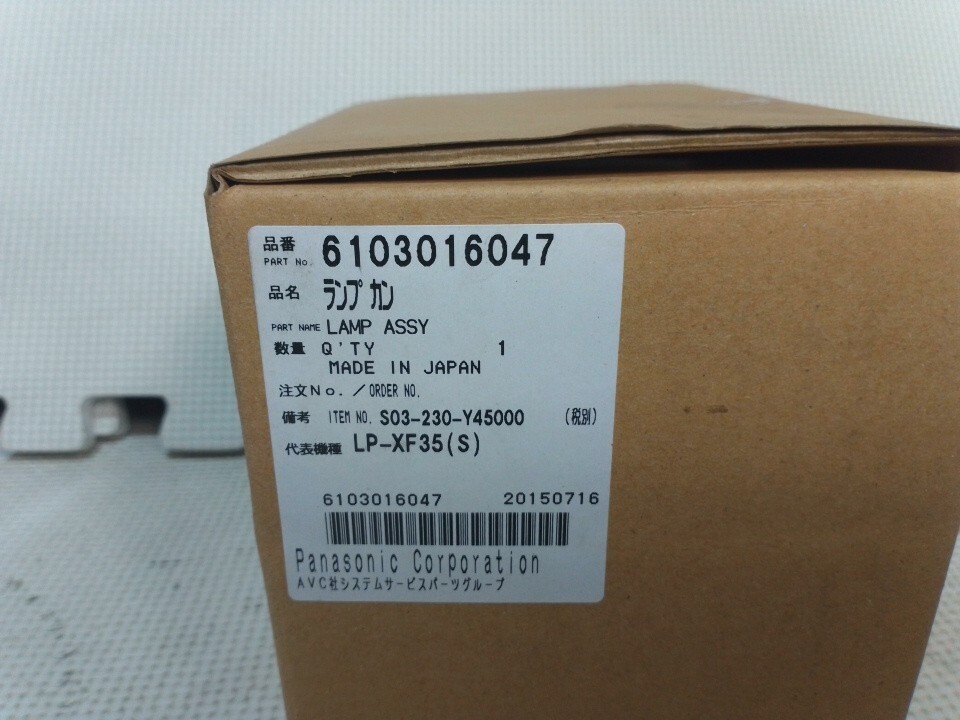 品番 6103016047
PART No.
品名 ランプ カン
PART NAME LAMP ASSY
数量 Q'TY 1
MADE IN JAPAN
注文No.／ORDER NO.
備考 ITEM NO. S03-230-Y45000 (税別)
代表機種 LP-XF35(S)
6103016047 20150716
Panasonic Corporation
AVC社システムサービスパーツグループ